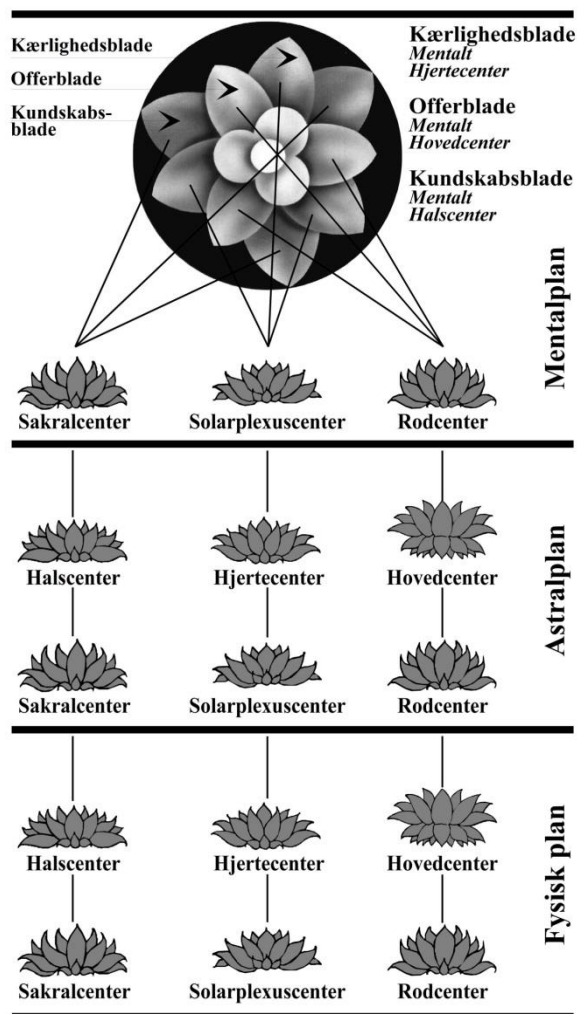 Kærlighedsblade
Offerblade
Kundskabs-
blade
Kærlighedsblade
Mentalt
Hjertecenter
Offerblade
Mentalt
Hovedcenter
Kundskabsblade
Mentalt
Halscenter
Mentalplan
Sakralcenter Solarplexuscenter Rodcenter
Halscenter Hjertecenter Hovedcenter
Astralplan
Sakralcenter Solarplexuscenter Rodcenter
Halscenter Hjertecenter Hovedcenter
Fysisk plan
Sakralcenter Solarplexuscenter Rodcenter